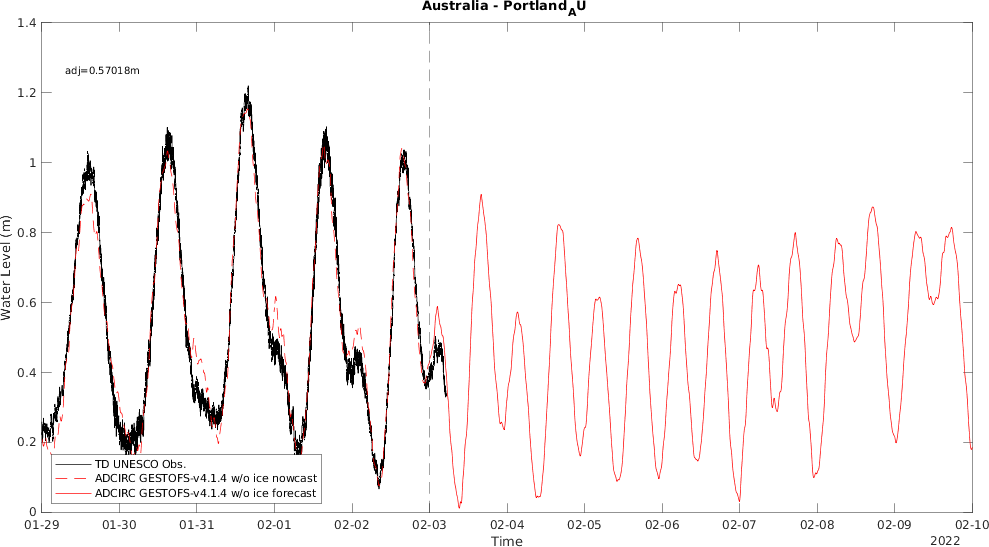 Australia - Portland_AU
adj=0.57018m
1.4
1.2
1
0.8
0.6
0.4
0.2
0
Water Level (m)
TD UNESCO Obs.
ADCIRC GESTOFS-v4.1.4 w/o ice nowcast
ADCIRC GESTOFS-v4.1.4 w/o ice forecast
01-29 01-30 01-31 02-01 02-02 02-03 02-04 02-05 02-06 02-07 02-08 02-09 02-10
Time
2022